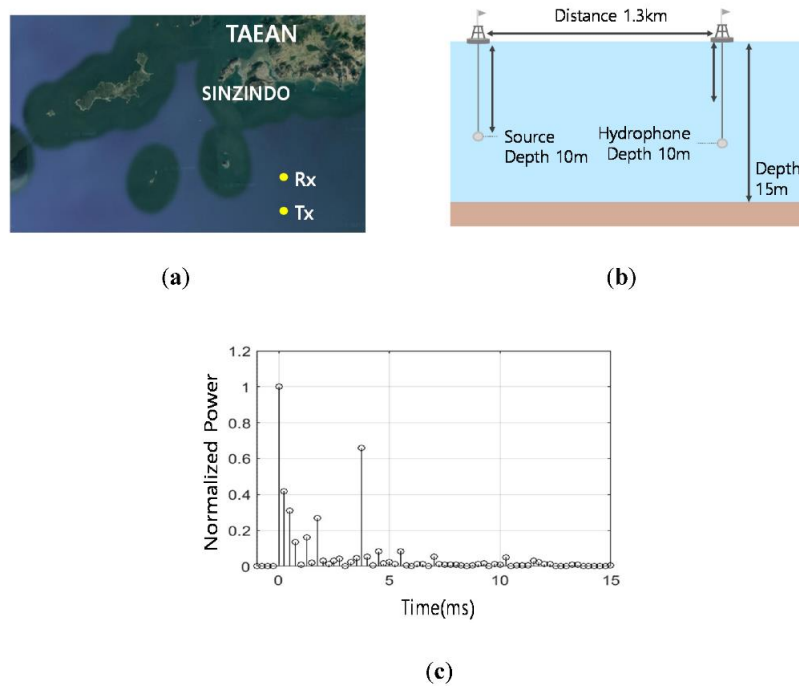 TAEAN
SINZINDO
Rx
Tx
(a)
Distance 1.3km
Source
Depth 10m
Hydrophone
Depth 10m
Depth
15m
(b)
Normalized Power
1.2
1
0.8
0.6
0.4
0.2
0
0
5
10
15
Time(ms)
(c)